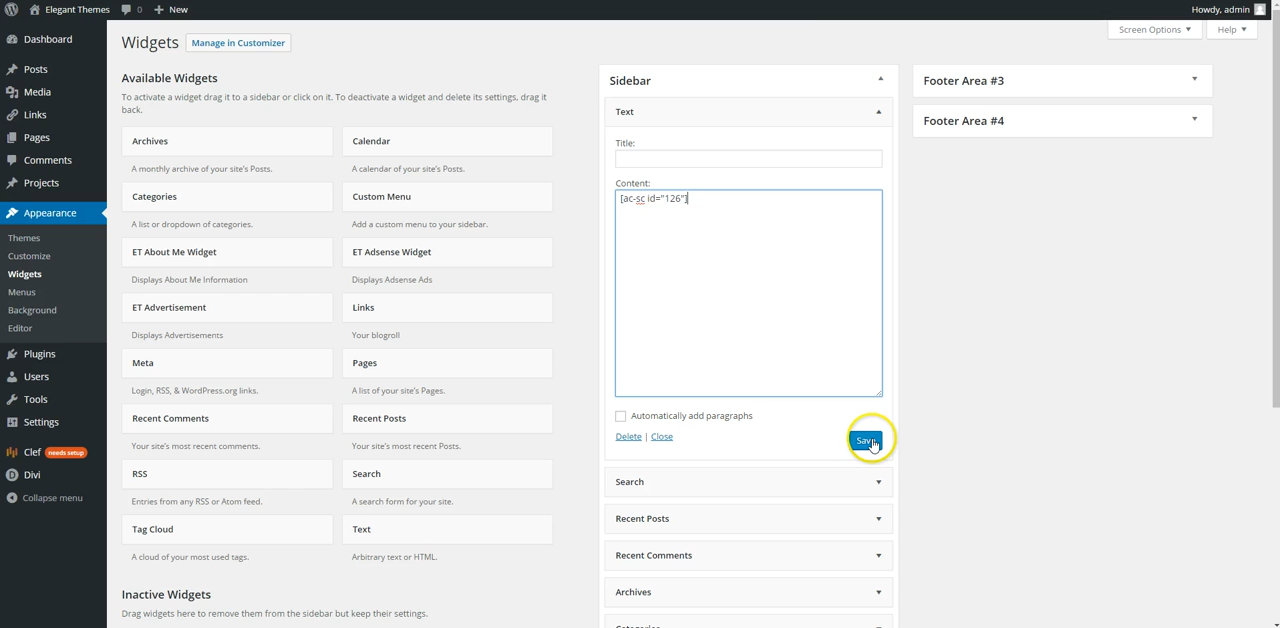 Elegant Themes 0 New
Howdy, admin
Dashboard
Posts
Media
Links
Pages
Comments
Projects
Appearance
Themes
Customize
Widgets
Menus
Background
Editor
Plugins
Users
Tools
Settings
Clef needs setup
Divi
Collapse menu
Screen Options
Help
Widgets
Manage in Customizer
Available Widgets
To activate a widget drag it to a sidebar or click on it. To deactivate a widget and delete its settings, drag it
back.
Archives
Calendar
A monthly archive of your site's Posts.
A calendar of your site's Posts.
Categories
Custom Menu
A list or dropdown of categories.
Add a custom menu to your sidebar.
ET About Me Widget
ET Adsense Widget
Displays About Me Information
Displays Adsense Ads
ET Advertisement
Links
Displays Advertisements
Your blogroll
Meta
Pages
Login, RSS, & WordPress.org links.
A list of your site's Pages.
Recent Comments
Recent Posts
Your site's most recent comments.
Your site's most recent Posts.
RSS
Search
Entries from any RSS or Atom feed.
A search form for your site.
Tag Cloud
Text
A cloud of your most used tags.
Arbitrary text or HTML.
Inactive Widgets
Drag widgets here to remove them from the sidebar but keep their settings.
Sidebar
Text
Title:
Content:
[ac-sc id="126"]
Automatically add paragraphs
Delete | Close
Save
Search
Recent Posts
Recent Comments
Archives
Categories
Footer Area #3
Footer Area #4